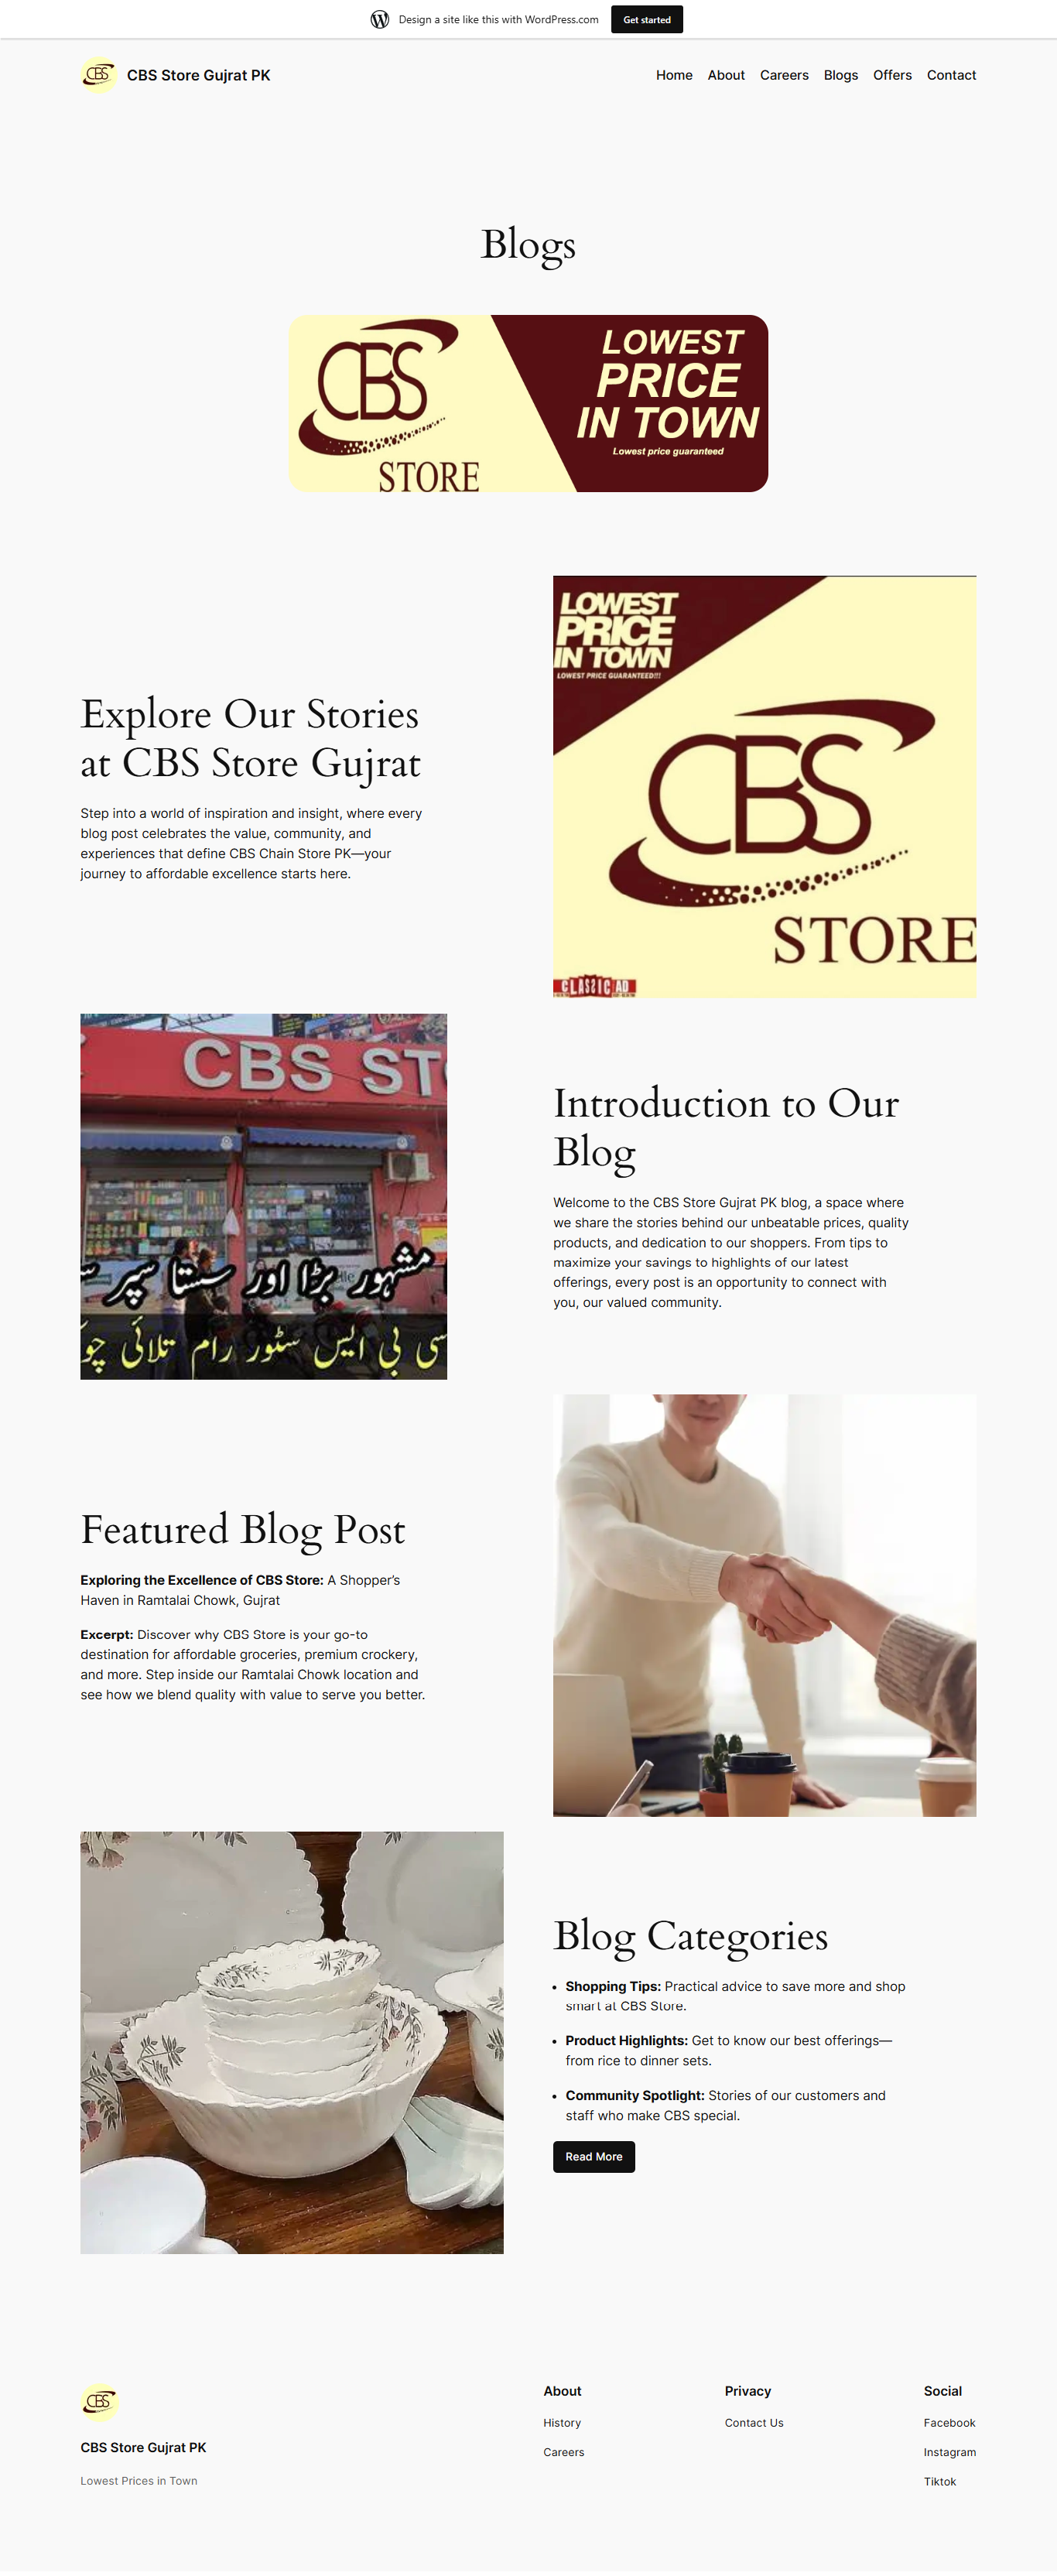 Design a site like this with WordPress.com
Get started
CBS
CBS Store Gujrat PK
Home
About
Careers
Blogs
Offers
Contact
Blogs
CBS
STORE
LOWEST
PRICE
IN TOWN
Lowest price guaranteed
LOWEST
PRICE
IN TOWN
LOWEST PRICE GUARANTEED!!!
CBS
STORE
CLASSIC AD
Explore Our Stories
at CBS Store Gujrat
Step into a world of inspiration and insight, where every
blog post celebrates the value, community, and
experiences that define CBS Chain Store PK—your
journey to affordable excellence starts here.
CBS ST
مشہور بڑا اور سستا سپر
سی بی ایس سٹور رام تلائی چو
Introduction to Our
Blog
Welcome to the CBS Store Gujrat PK blog, a space where
we share the stories behind our unbeatable prices, quality
products, and dedication to our shoppers. From tips to
maximize your savings to highlights of our latest
offerings, every post is an opportunity to connect with
you, our valued community.
Featured Blog Post
Exploring the Excellence of CBS Store: A Shopper’s
Haven in Ramtalai Chowk, Gujrat
Excerpt: Discover why CBS Store is your go-to
destination for affordable groceries, premium crockery,
and more. Step inside our Ramtalai Chowk location and
see how we blend quality with value to serve you better.
Blog Categories
• Shopping Tips: Practical advice to save more and shop
smart at CBS Store.
• Product Highlights: Get to know our best offerings—
from rice to dinner sets.
• Community Spotlight: Stories of our customers and
staff who make CBS special.
Read More
CBS
CBS Store Gujrat PK
Lowest Prices in Town
About
History
Careers
Privacy
Contact Us
Social
Facebook
Instagram
Tiktok